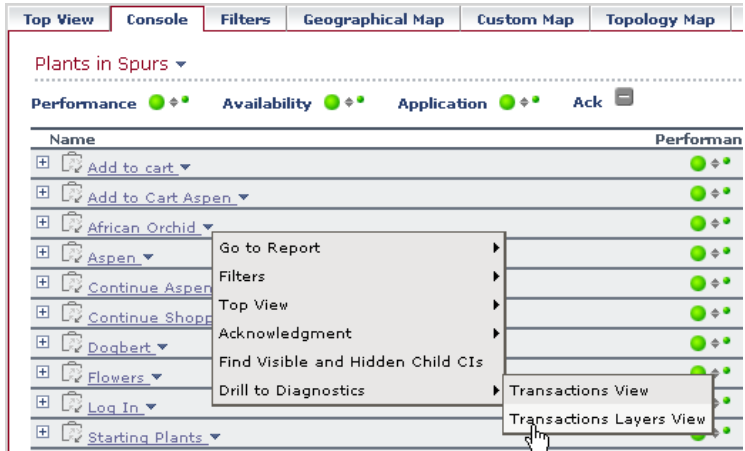 Top View Console Filters Geographical Map Custom Map Topology Map
Plants in Spurs
Performance Availability Application Ack
Name Performan
Add to cart
Add to Cart Aspen
African Orchid
Aspen
Continue Aspen
Continue Shopp
Dogbert
Flowers
Log In
Starting Plants
Go to Report
Filters
Top View
Acknowledgment
Find Visible and Hidden Child CIs
Drill to Diagnostics
Transactions View
Transactions Layers View